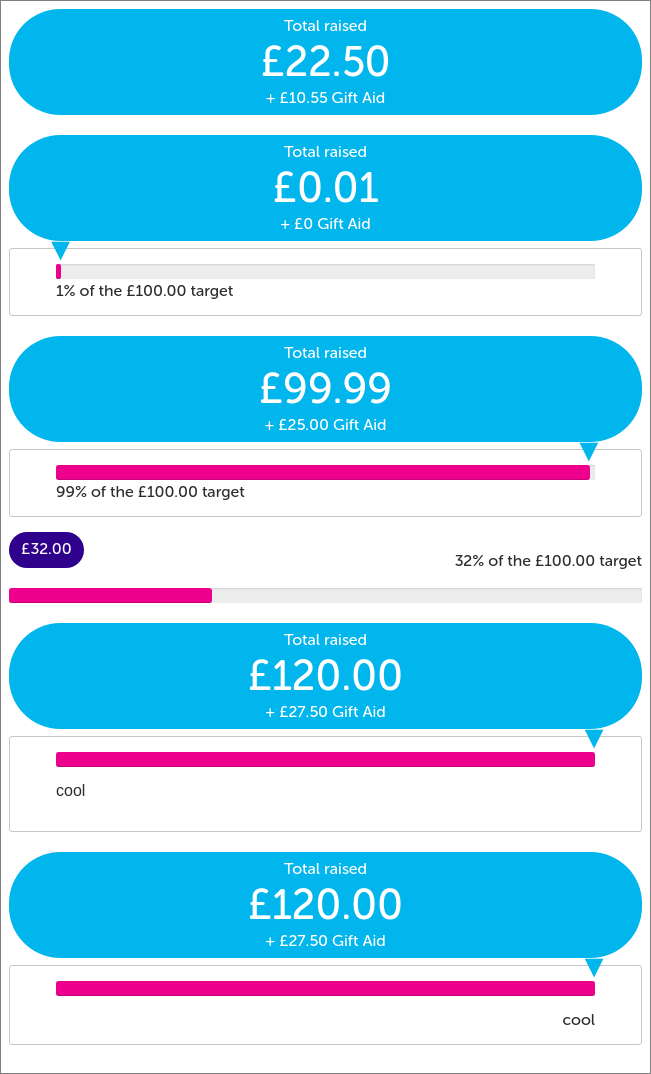 Total raised
£22.50
+ £10.55 Gift Aid
Total raised
£0.01
+ £0 Gift Aid
1% of the £100.00 target
Total raised
£99.99
+ £25.00 Gift Aid
99% of the £100.00 target
£32.00
32% of the £100.00 target
Total raised
£120.00
+ £27.50 Gift Aid
cool
Total raised
£120.00
+ £27.50 Gift Aid
cool